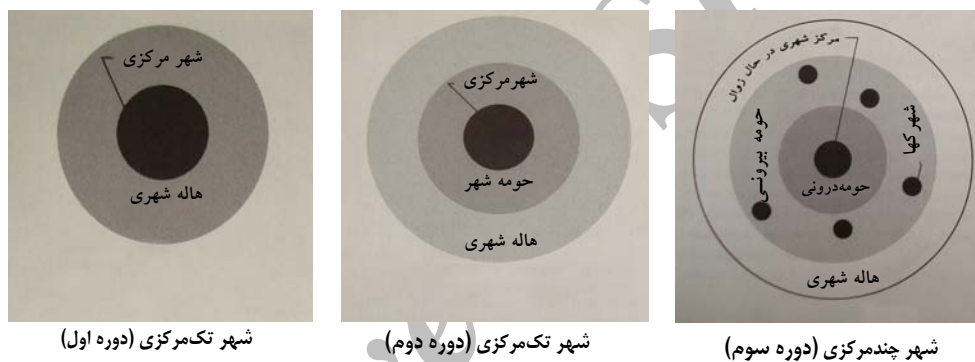 شهر مرکزی
هاله شهری
شهر تک‌مرکزی (دوره اول)
شهرمرکزی
حومه شهر
هاله شهری
شهر تک‌مرکزی (دوره دوم)
مرکز شهری در حال زوال
حومه بیرونی
شهرکها
حومه‌درونی
هاله شهری
شهر چندمرکزی (دوره سوم)